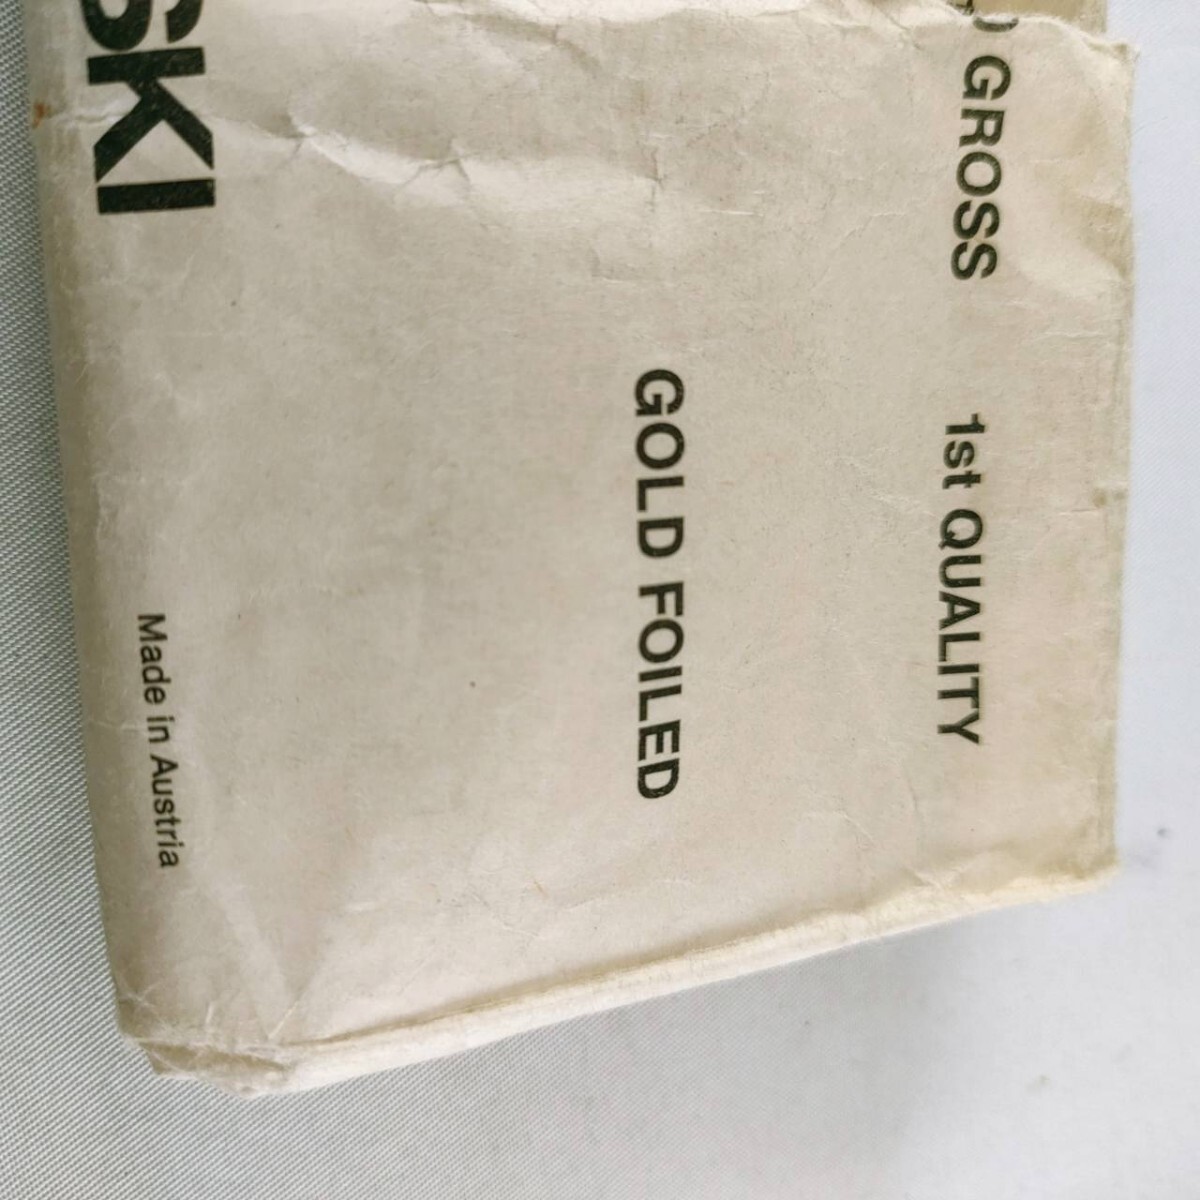 GROSS 1st QUALITY
GOLD FOILED
SKI
Made in Austria